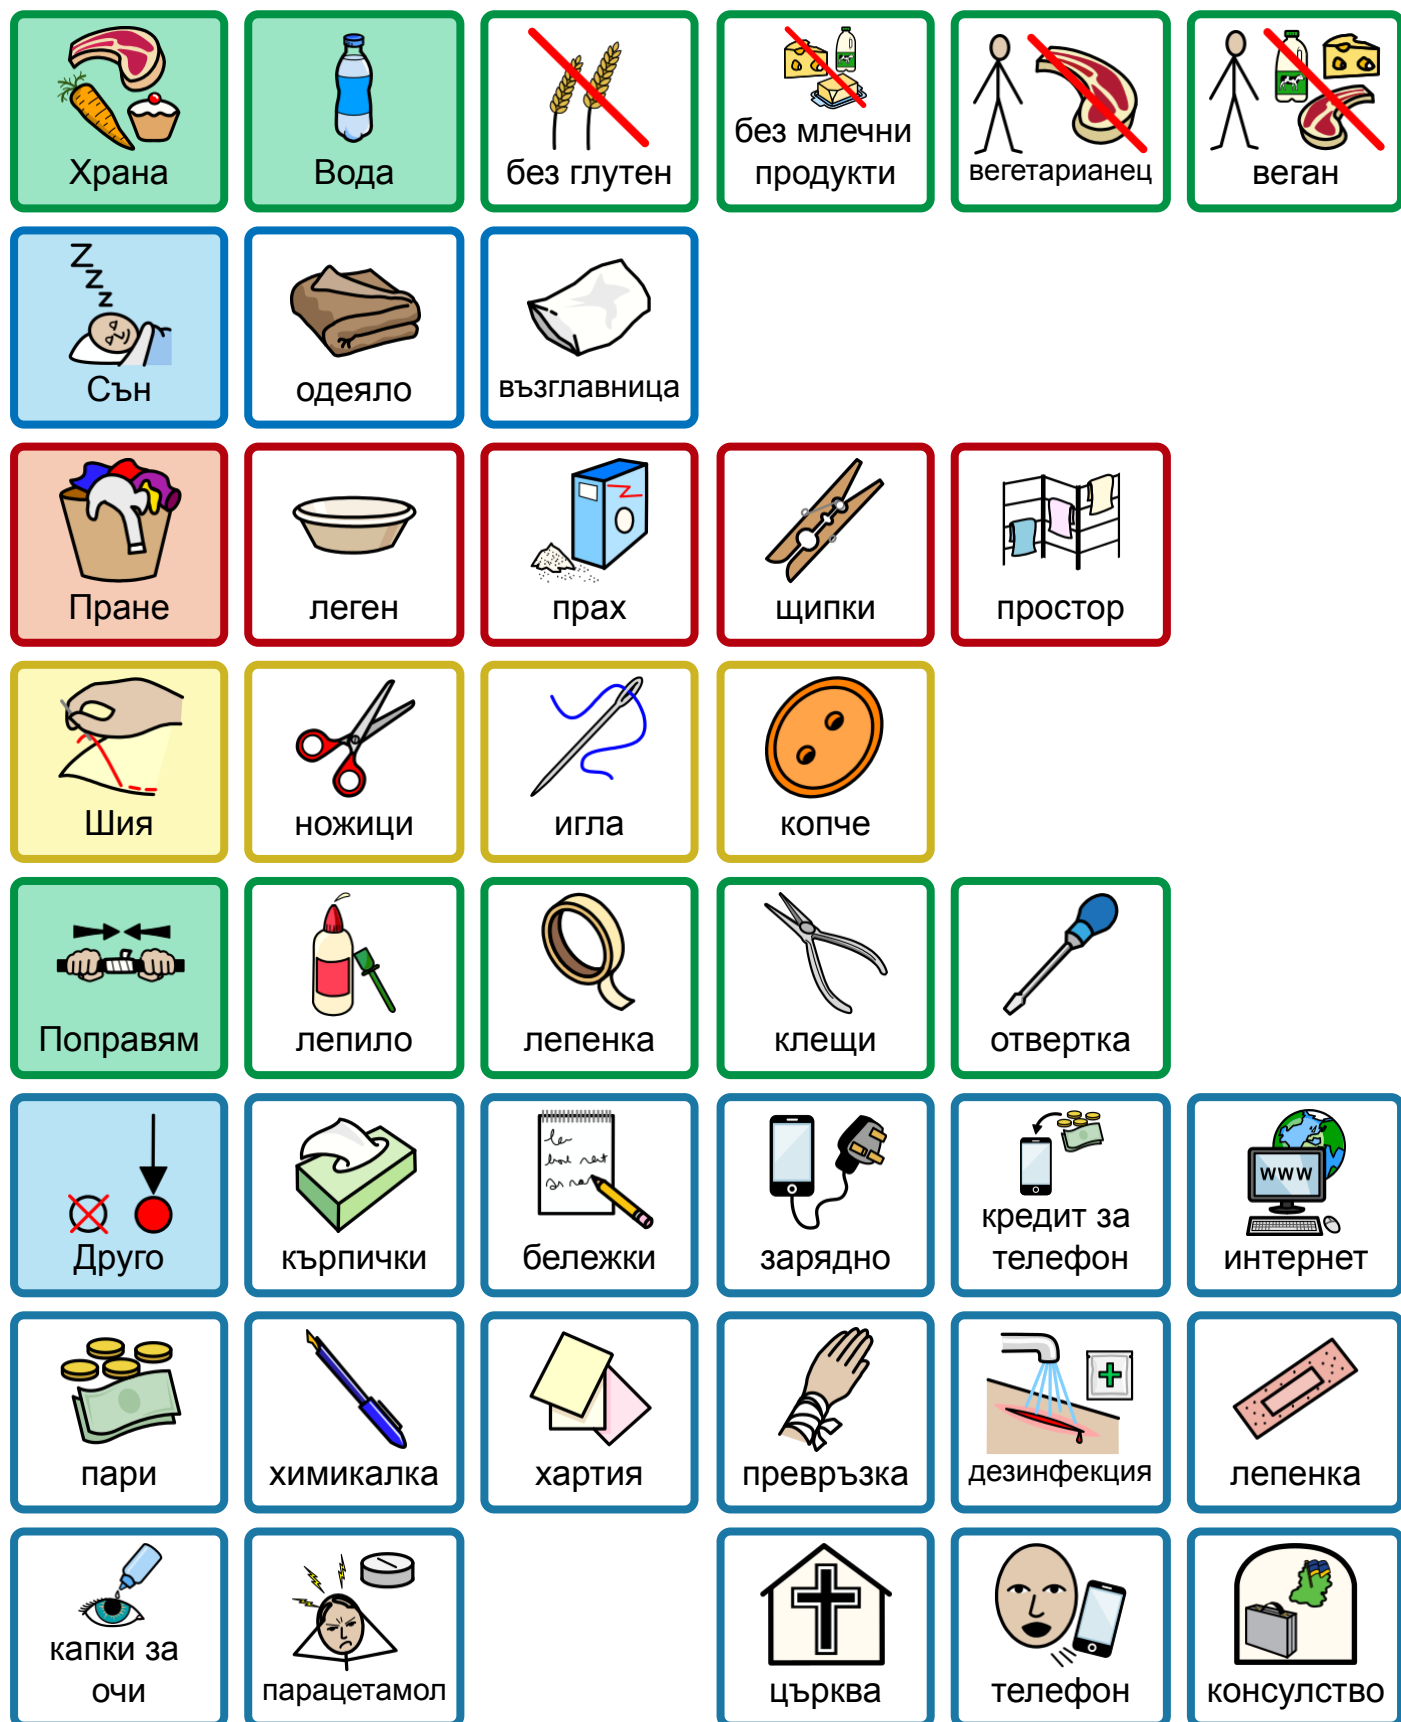 Храна
Вода
без глутен
без млечни
продукти
вегетарианец
веган
Z
z
z
Сън
одеяло
възглавница
Пране
леген
прах
щипки
простор
Шия
ножици
игла
копче
Поправям
лепило
лепенка
клещи
отвертка
Друго
кърпички
бележки
зарядно
кредит за
телефон
www
интернет
пари
химикалка
хартия
превръзка
дезинфекция
лепенка
капки за
очи
парацетамол
църква
телефон
консулство